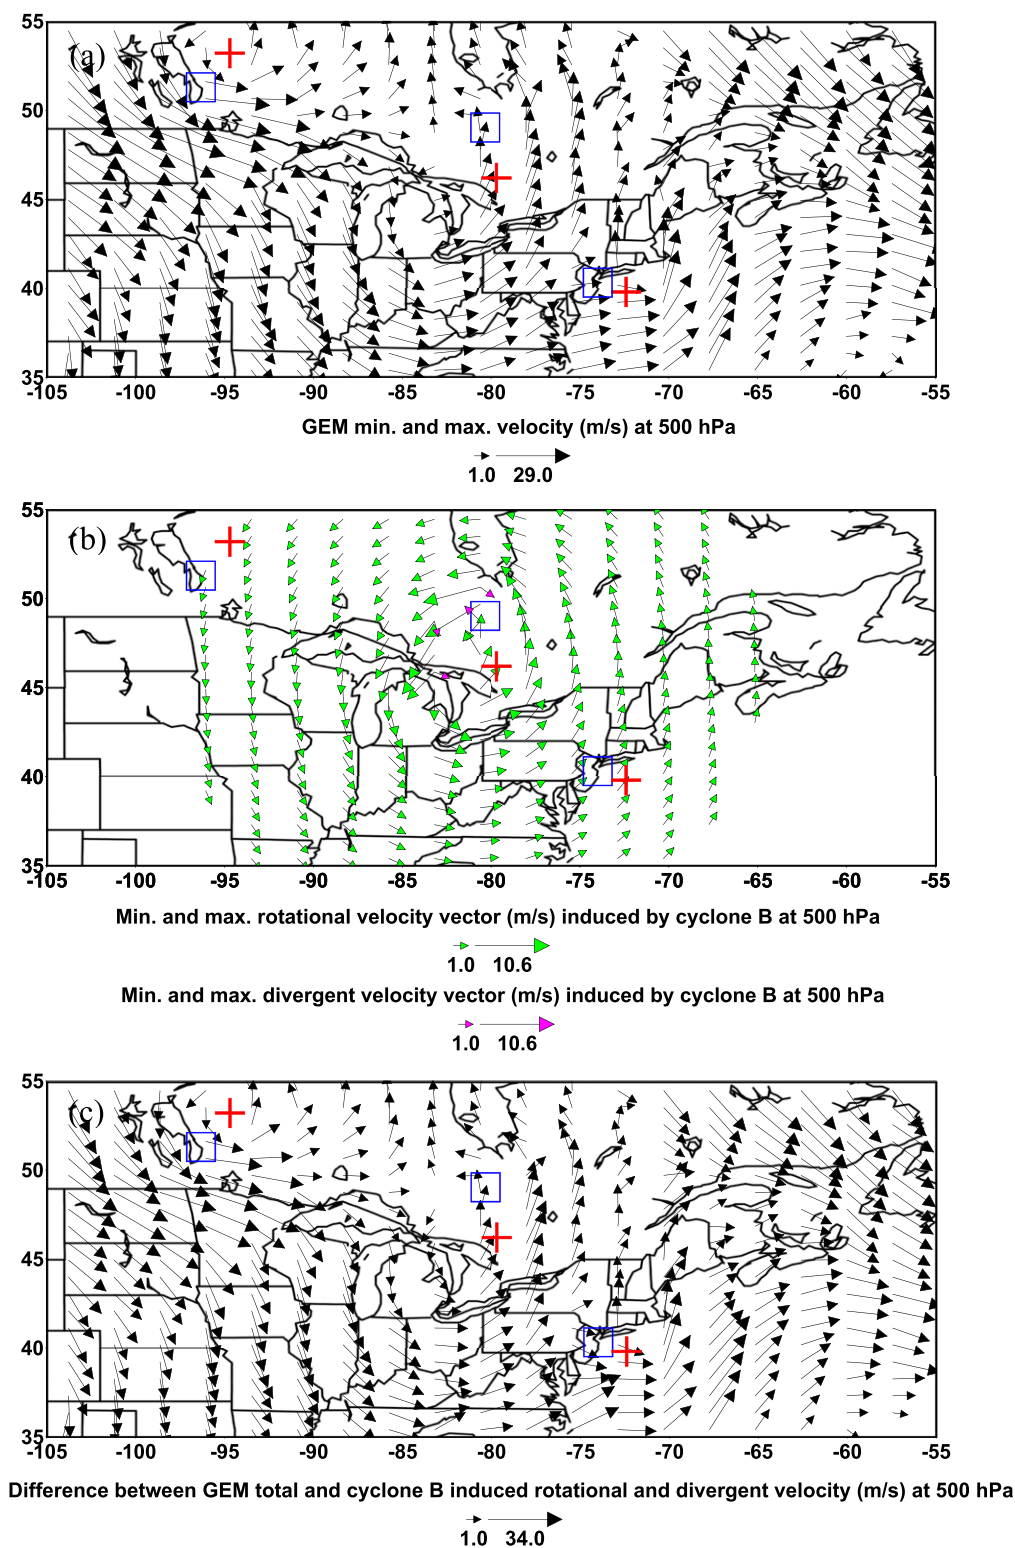 55
(a)
50
45
40
35
-105 -100 -95 -90 -85 -80 -75 -70 -65 -60 -55
GEM min. and max. velocity (m/s) at 500 hPa
1.0 29.0
55
(b)
50
45
40
35
-105 -100 -95 -90 -85 -80 -75 -70 -65 -60 -55
Min. and max. rotational velocity vector (m/s) induced by cyclone B at 500 hPa
1.0 10.6
Min. and max. divergent velocity vector (m/s) induced by cyclone B at 500 hPa
1.0 10.6
55
(c)
50
45
40
35
-105 -100 -95 -90 -85 -80 -75 -70 -65 -60 -55
Difference between GEM total and cyclone B induced rotational and divergent velocity (m/s) at 500 hPa
1.0 34.0